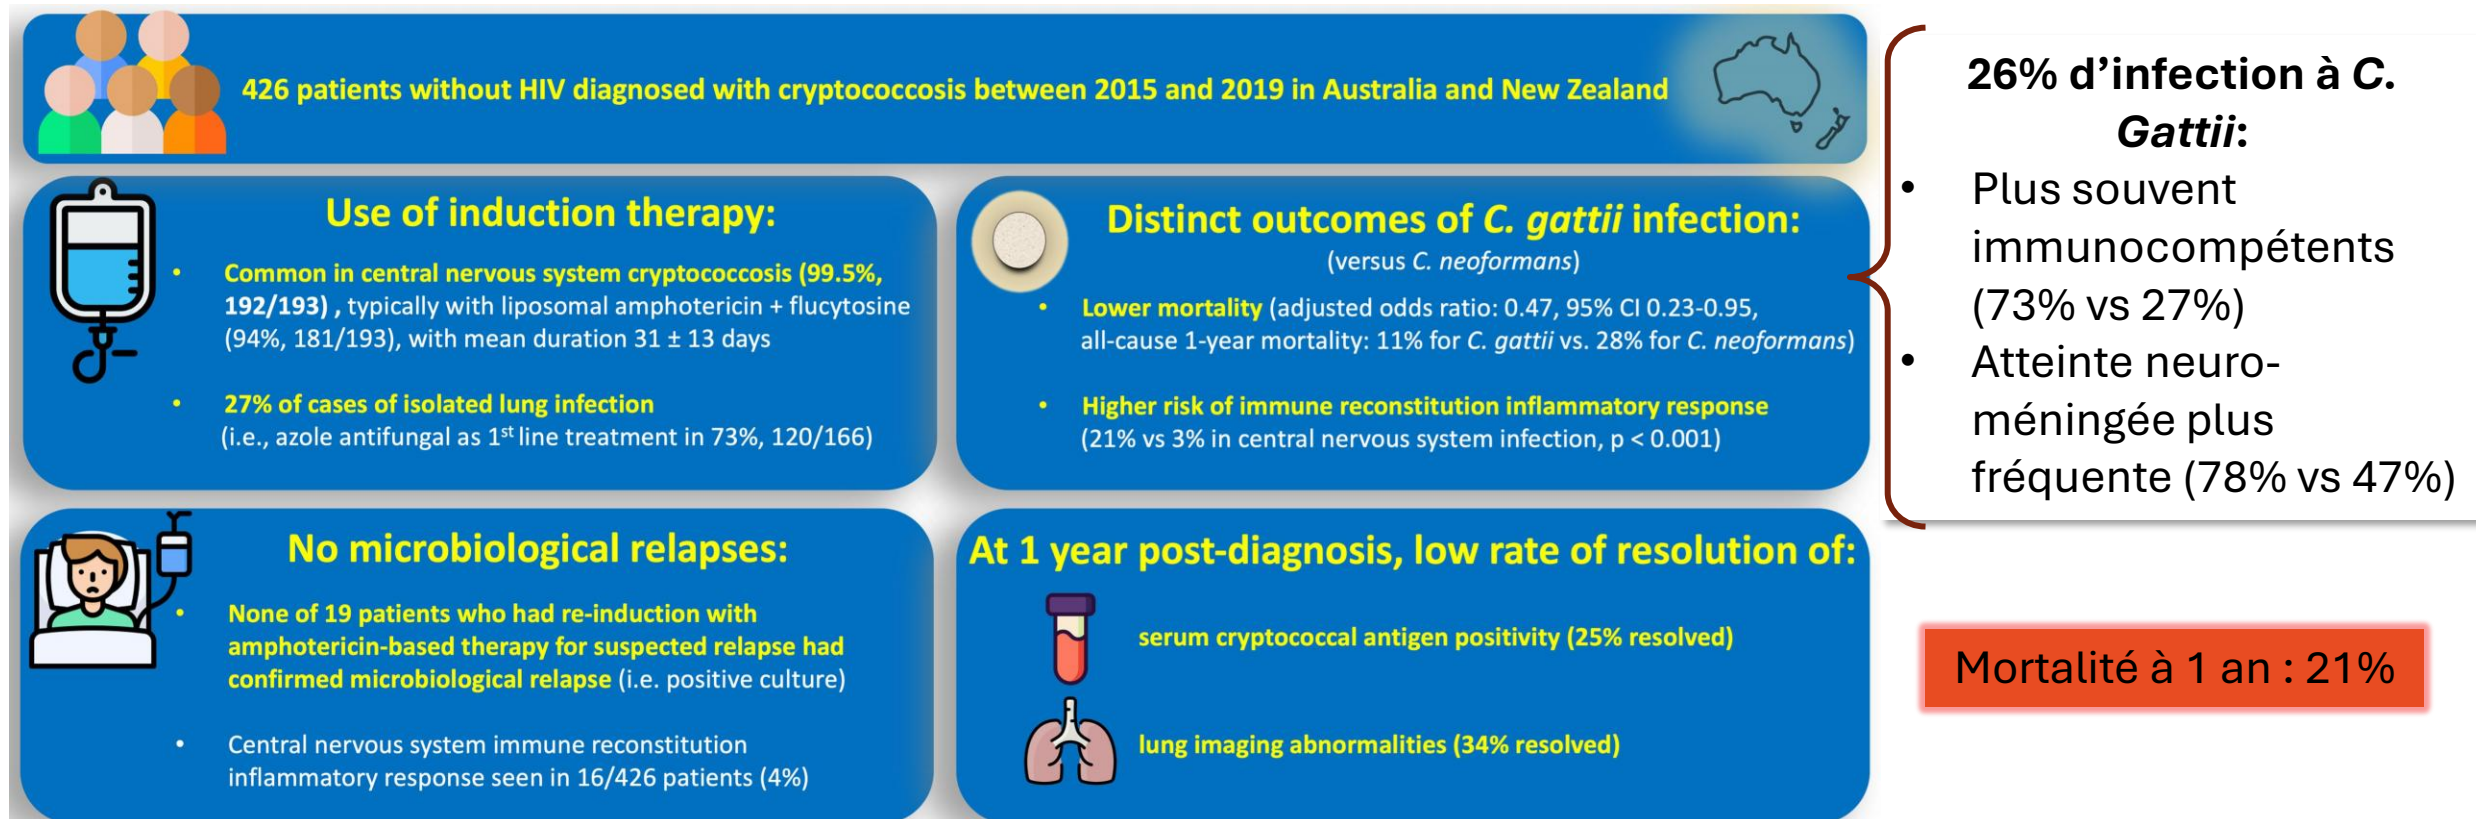 426 patients without HIV diagnosed with cryptococcosis between 2015 and 2019 in Australia and New Zealand
Use of induction therapy:
• Common in central nervous system cryptococcosis (99.5%,
192/193) , typically with liposomal amphotericin + flucytosine
(94%, 181/193), with mean duration 31 ± 13 days
• 27% of cases of isolated lung infection
(i.e., azole antifungal as 1st line treatment in 73%, 120/166)
Distinct outcomes of C. gattii infection:
(versus C. neoformans)
• Lower mortality (adjusted odds ratio: 0.47, 95% CI 0.23-0.95,
all-cause 1-year mortality: 11% for C. gattii vs. 28% for C. neoformans)
• Higher risk of immune reconstitution inflammatory response
(21% vs 3% in central nervous system infection, p < 0.001)
No microbiological relapses:
• None of 19 patients who had re-induction with
amphotericin-based therapy for suspected relapse had
confirmed microbiological relapse (i.e. positive culture)
• Central nervous system immune reconstitution
inflammatory response seen in 16/426 patients (4%)
At 1 year post-diagnosis, low rate of resolution of:
serum cryptococcal antigen positivity (25% resolved)
lung imaging abnormalities (34% resolved)
26% d’infection à C.
Gattii:
• Plus souvent
immunocompétents
(73% vs 27%)
• Atteinte neuro-
méningée plus
fréquente (78% vs 47%)
Mortalité à 1 an : 21%